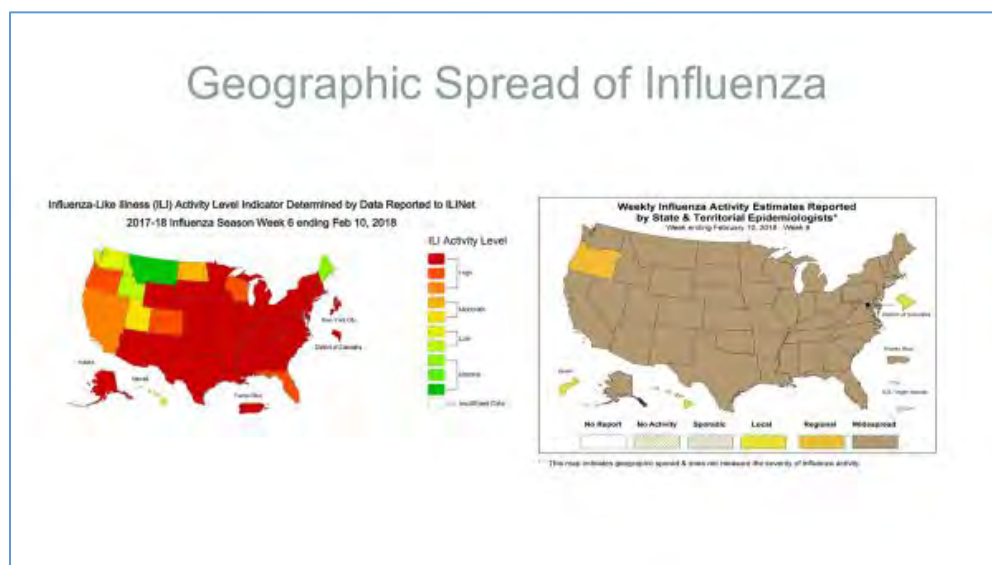 Geographic Spread of Influenza
Influenza-Like Illness (ILI) Activity Level Indicator Determined by Data Reported to ILINet
2017-18 Influenza Season Week 6 ending Feb 10, 2018
ILI Activity Level
High
Moderate
Low
Minimal
Insufficient Data
New York City
District of Columbia
Alaska
Hawaii
Puerto Rico
Weekly Influenza Activity Estimates Reported
by State & Territorial Epidemiologists*
Week ending February 10, 2018 - Week 6
District of Columbia
Puerto Rico
U.S. Virgin Islands
Guam
Hawaii
No Report
No Activity
Sporadic
Local
Regional
Widespread
* This map indicates geographic spread & does not measure the severity of influenza activity